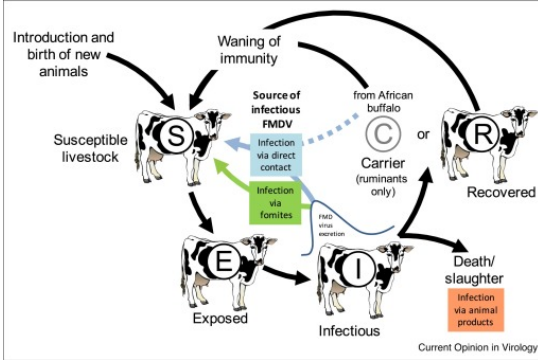 Introduction and
birth of new
animals
Waning of
immunity
Source of
infectious
FMDV
from African
buffalo
S
Infection
via direct
contact
C
or
R
Susceptible
livestock
Carrier
(ruminants
only)
Recovered
Infection
via
fomites
FMD
virus
excretion
E
I
Death/
slaughter
Exposed
Infectious
Infection
via animal
products
Current Opinion in Virology